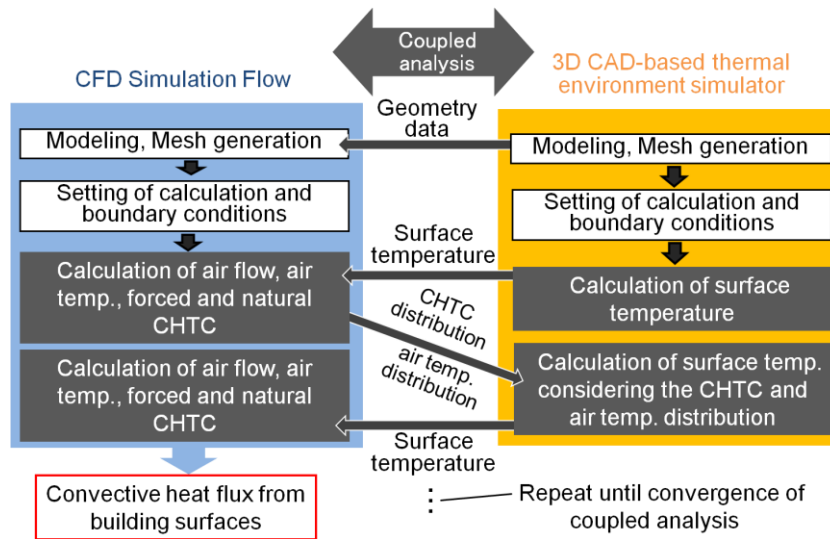 Coupled
analysis
CFD Simulation Flow
3D CAD-based thermal
environment simulator
Geometry
data
Modeling, Mesh generation
Modeling, Mesh generation
Setting of calculation and
boundary conditions
Setting of calculation and
boundary conditions
Surface
temperature
Calculation of air flow, air
temp., forced and natural
CHTC
Calculation of surface
temperature
CHTC
distribution
air temp.
distribution
Calculation of air flow, air
temp., forced and natural
CHTC
Calculation of surface temp.
considering the CHTC and
air temp. distribution
Surface
temperature
Convective heat flux from
building surfaces
Repeat until convergence of
coupled analysis